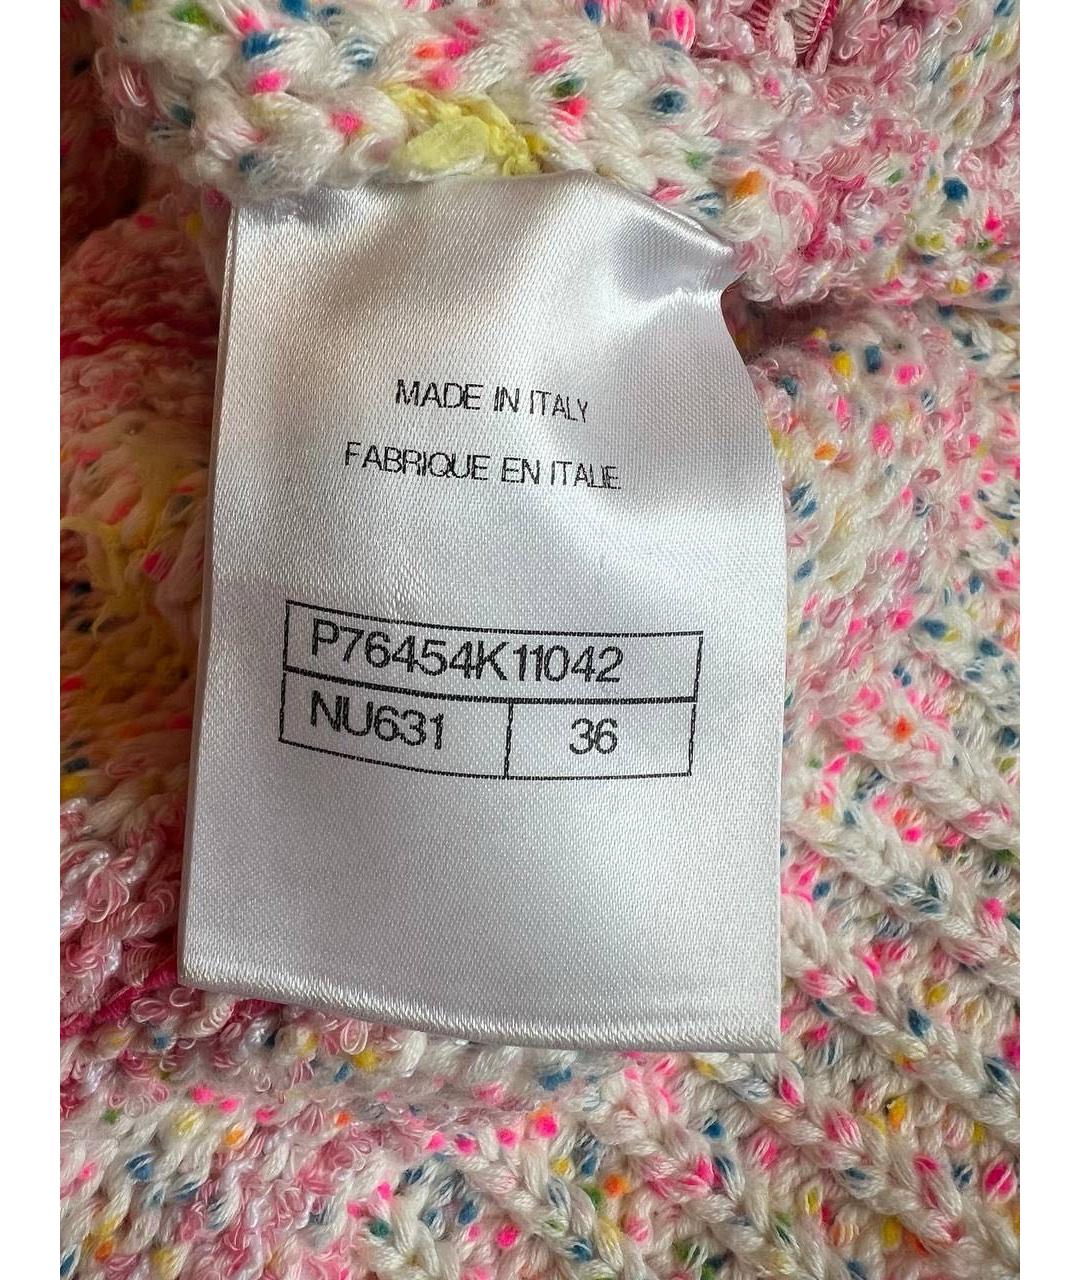 MADE IN ITALY
FABRIQUE EN ITALIE
P76454K11042
NU631 36